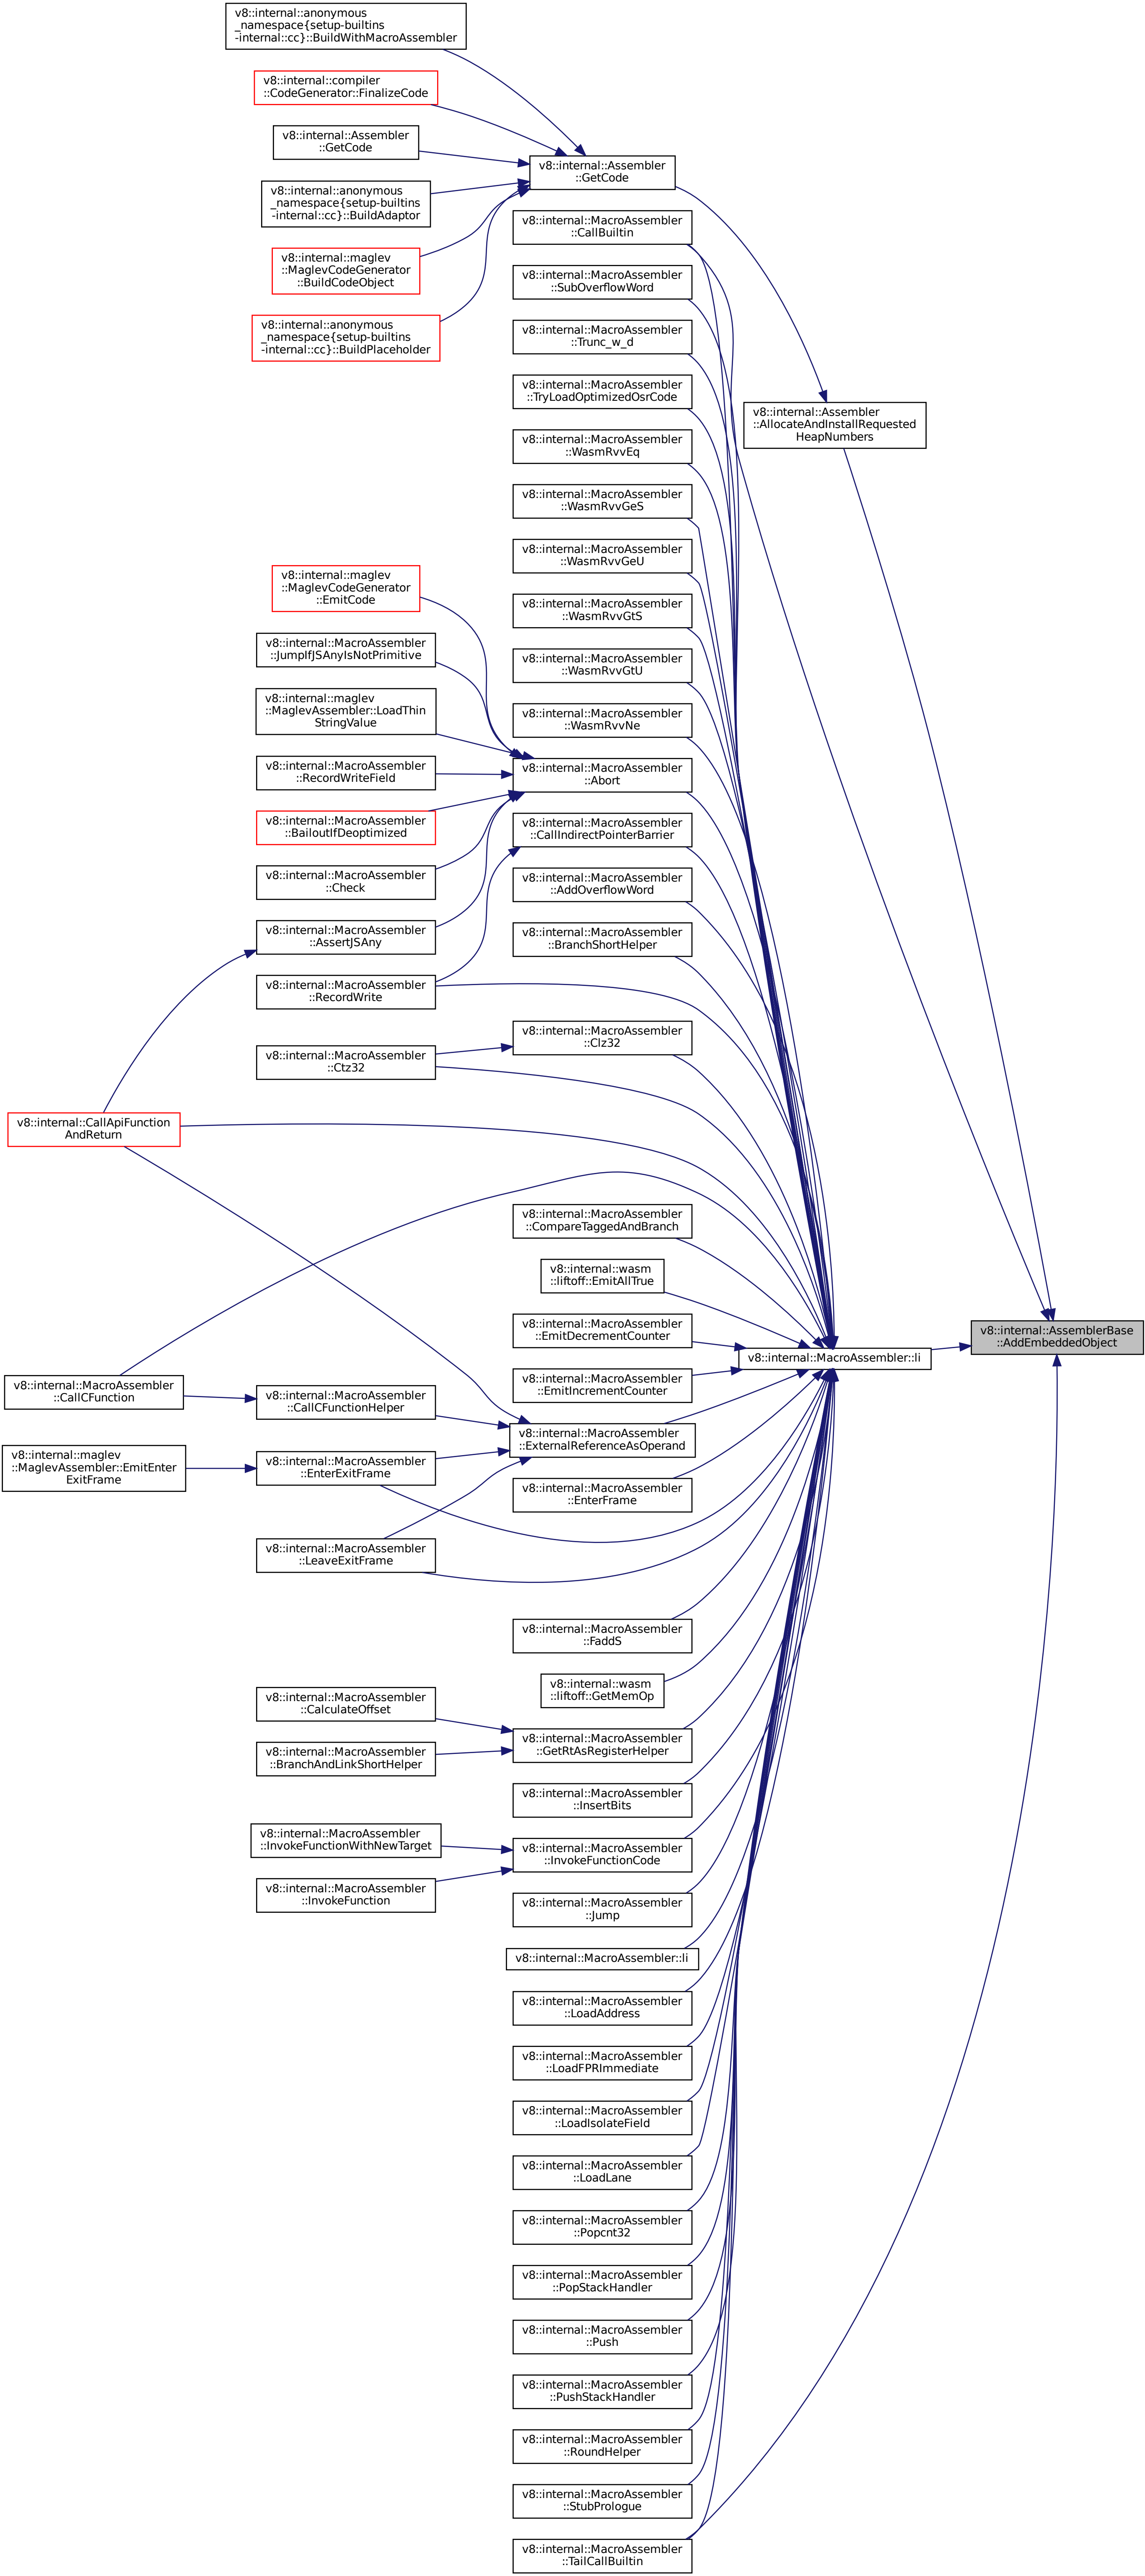 v8::internal::anonymous
_namespace{setup-builtins
-internal::cc}::BuildWithMacroAssembler
v8::internal::compiler
::CodeGenerator::FinalizeCode
v8::internal::Assembler
::GetCode
v8::internal::Assembler
::GetCode
v8::internal::anonymous
_namespace{setup-builtins
-internal::cc}::BuildAdaptor
v8::internal::MacroAssembler
::CallBuiltin
v8::internal::maglev
::MaglevCodeGenerator
::BuildCodeObject
v8::internal::MacroAssembler
::SubOverflowWord
v8::internal::anonymous
_namespace{setup-builtins
-internal::cc}::BuildPlaceholder
v8::internal::MacroAssembler
::Trunc_w_d
v8::internal::MacroAssembler
::TryLoadOptimizedOsrCode
v8::internal::Assembler
::AllocateAndInstallRequested
HeapNumbers
v8::internal::MacroAssembler
::WasmRvvEq
v8::internal::MacroAssembler
::WasmRvvGeS
v8::internal::MacroAssembler
::WasmRvvGeU
v8::internal::maglev
::MaglevCodeGenerator
::EmitCode
v8::internal::MacroAssembler
::WasmRvvGtS
v8::internal::MacroAssembler
::JumpIfJSAnyIsNotPrimitive
v8::internal::MacroAssembler
::WasmRvvGtU
v8::internal::maglev
::MaglevAssembler::LoadThin
StringValue
v8::internal::MacroAssembler
::WasmRvvNe
v8::internal::MacroAssembler
::RecordWriteField
v8::internal::MacroAssembler
::Abort
v8::internal::MacroAssembler
::BailoutIfDeoptimized
v8::internal::MacroAssembler
::CallIndirectPointerBarrier
v8::internal::MacroAssembler
::Check
v8::internal::MacroAssembler
::AddOverflowWord
v8::internal::MacroAssembler
::AssertJSAny
v8::internal::MacroAssembler
::BranchShortHelper
v8::internal::MacroAssembler
::RecordWrite
v8::internal::MacroAssembler
::Clz32
v8::internal::MacroAssembler
::Ctz32
v8::internal::CallApiFunction
AndReturn
v8::internal::MacroAssembler
::CompareTaggedAndBranch
v8::internal::wasm
::liftoff::EmitAllTrue
v8::internal::MacroAssembler
::EmitDecrementCounter
v8::internal::AssemblerBase
::AddEmbeddedObject
v8::internal::MacroAssembler::li
v8::internal::MacroAssembler
::EmitIncrementCounter
v8::internal::MacroAssembler
::CallCFunction
v8::internal::MacroAssembler
::CallCFunctionHelper
v8::internal::MacroAssembler
::ExternalReferenceAsOperand
v8::internal::maglev
::MaglevAssembler::EmitEnter
ExitFrame
v8::internal::MacroAssembler
::EnterExitFrame
v8::internal::MacroAssembler
::EnterFrame
v8::internal::MacroAssembler
::LeaveExitFrame
v8::internal::MacroAssembler
::FaddS
v8::internal::wasm
::liftoff::GetMemOp
v8::internal::MacroAssembler
::CalculateOffset
v8::internal::MacroAssembler
::GetRtAsRegisterHelper
v8::internal::MacroAssembler
::BranchAndLinkShortHelper
v8::internal::MacroAssembler
::InsertBits
v8::internal::MacroAssembler
::InvokeFunctionWithNewTarget
v8::internal::MacroAssembler
::InvokeFunctionCode
v8::internal::MacroAssembler
::InvokeFunction
v8::internal::MacroAssembler
::Jump
v8::internal::MacroAssembler::li
v8::internal::MacroAssembler
::LoadAddress
v8::internal::MacroAssembler
::LoadFPRImmediate
v8::internal::MacroAssembler
::LoadIsolateField
v8::internal::MacroAssembler
::LoadLane
v8::internal::MacroAssembler
::Popcnt32
v8::internal::MacroAssembler
::PopStackHandler
v8::internal::MacroAssembler
::Push
v8::internal::MacroAssembler
::PushStackHandler
v8::internal::MacroAssembler
::RoundHelper
v8::internal::MacroAssembler
::StubPrologue
v8::internal::MacroAssembler
::TailCallBuiltin